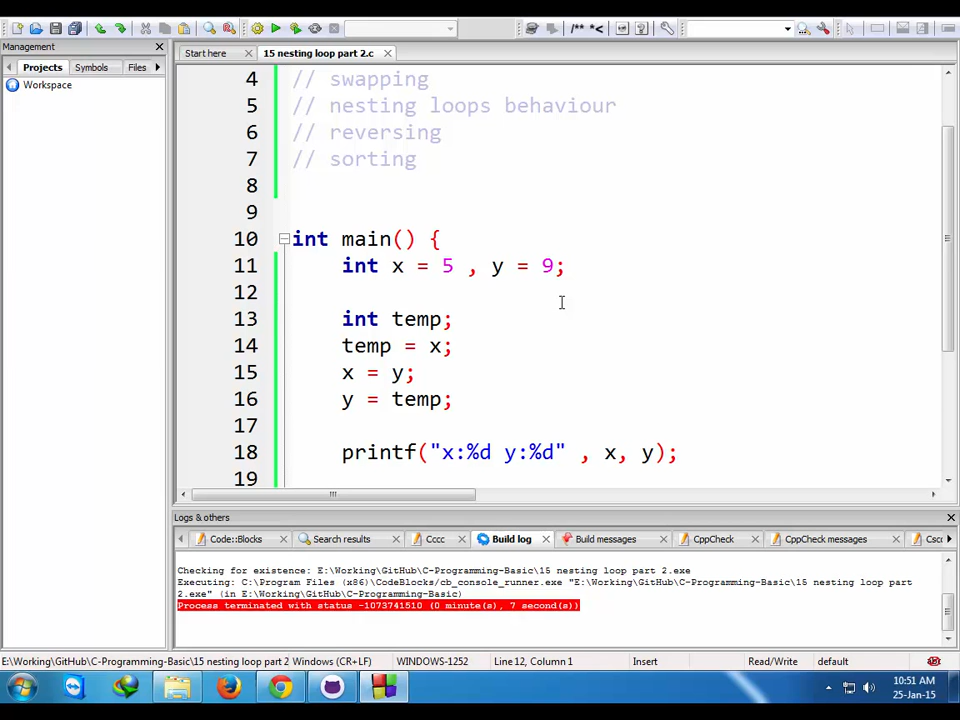 /** *<
Management
Start here
15 nesting loop part 2.c
Projects
Symbols
Files
Workspace
4 // swapping
5 // nesting loops behaviour
6 // reversing
7 // sorting
8
9
10 int main() {
11 int x = 5 , y = 9;
12
13 int temp;
14 temp = x;
15 x = y;
16 y = temp;
17
18 printf("x:%d y:%d" , x, y);
19
Logs & others
Code::Blocks
Search results
Cccc
Build log
Build messages
CppCheck
CppCheck messages
Csco
Checking for existence: E:\Working\GitHub\C-Programming-Basic\15 nesting loop part 2.exe
Executing: C:\Program Files (x86)\CodeBlocks/cb_console_runner.exe "E:\Working\GitHub\C-Programming-Basic\15 nesting loop part
2.exe" (in E:\Working\GitHub\C-Programming-Basic)
Process terminated with status -1073741510 (0 minute(s), 7 second(s))
E:\Working\GitHub\C-Programming-Basic\15 nesting loop part 2
Windows (CR+LF)
WINDOWS-1252
Line 12, Column 1
Insert
Read/Write
default
10:51 AM
25-Jan-15